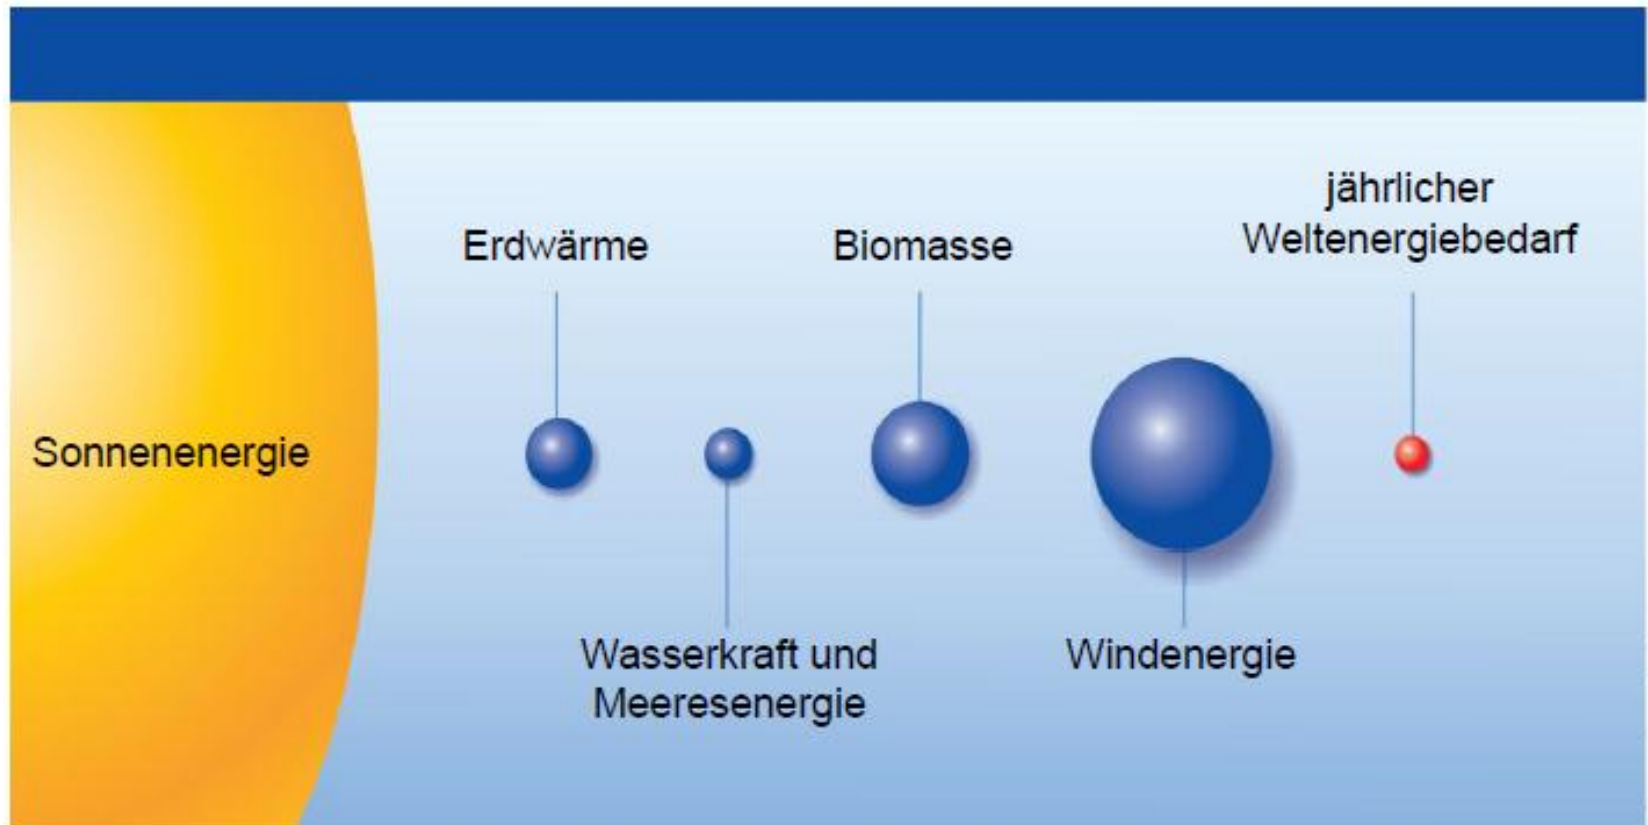 Sonnenenergie
Erdwärme
Wasserkraft und
Meeresenergie
Biomasse
Windenergie
jährlicher
Weltenergiebedarf